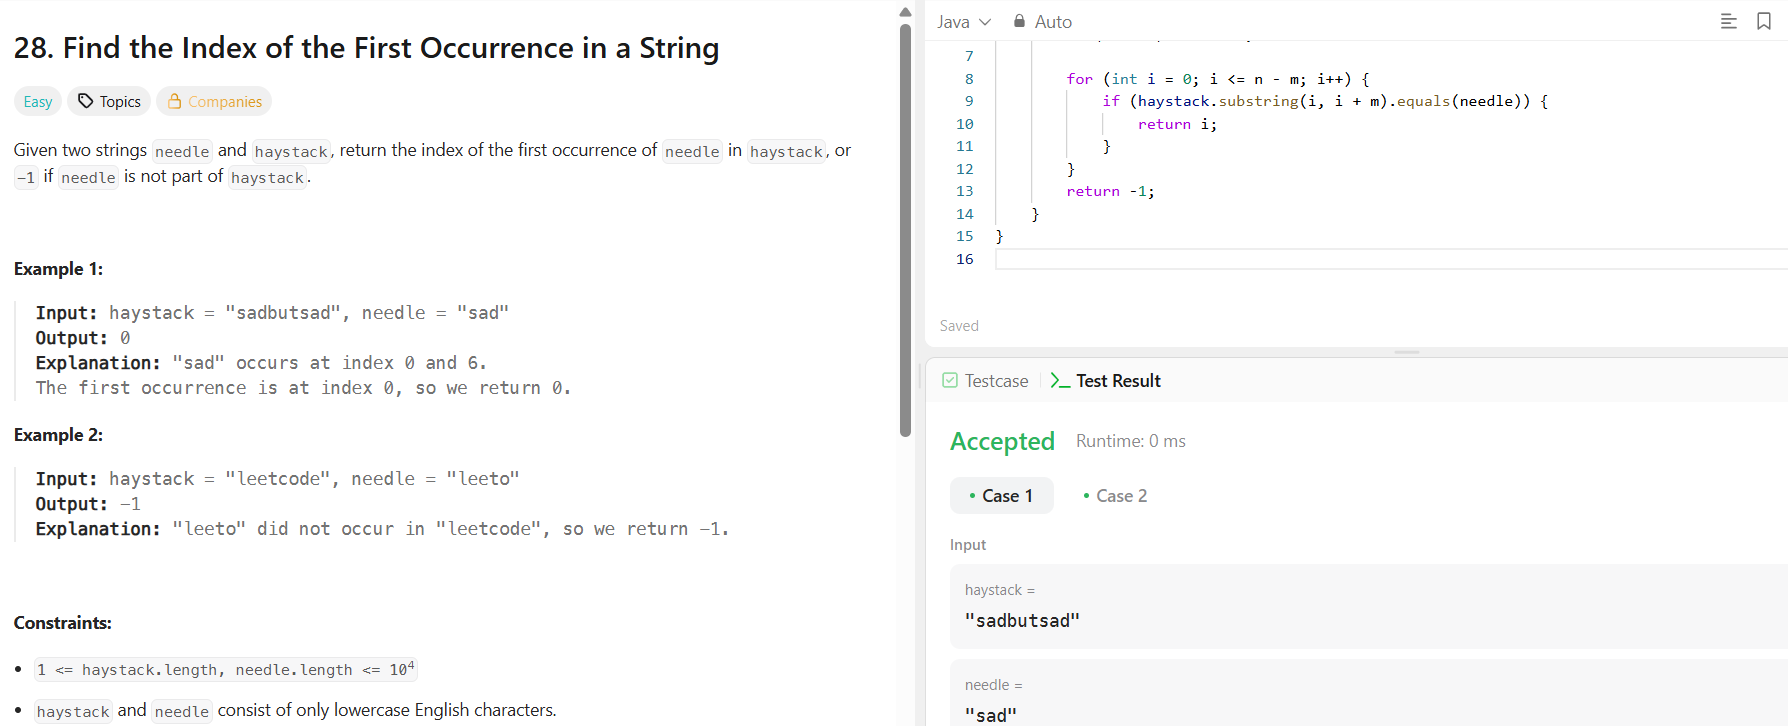 28. Find the Index of the First Occurrence in a String
Easy Topics Companies
Given two strings needle and haystack, return the index of the first occurrence of needle in haystack, or
-1 if needle is not part of haystack.
Example 1:
Input: haystack = "sadbutsad", needle = "sad"
Output: 0
Explanation: "sad" occurs at index 0 and 6.
The first occurrence is at index 0, so we return 0.
Example 2:
Input: haystack = "leetcode", needle = "leeto"
Output: -1
Explanation: "leeto" did not occur in "leetcode", so we return -1.
Constraints:
• 1 <= haystack.length, needle.length <= 10⁴
• haystack and needle consist of only lowercase English characters.
Java Auto
7
8 for (int i = 0; i <= n - m; i++) {
9 if (haystack.substring(i, i + m).equals(needle)) {
10 return i;
11 }
12 }
13 return -1;
14 }
15 }
16
Saved
Testcase Test Result
Accepted Runtime: 0 ms
• Case 1 • Case 2
Input
haystack =
"sadbutsad"
needle =
"sad"